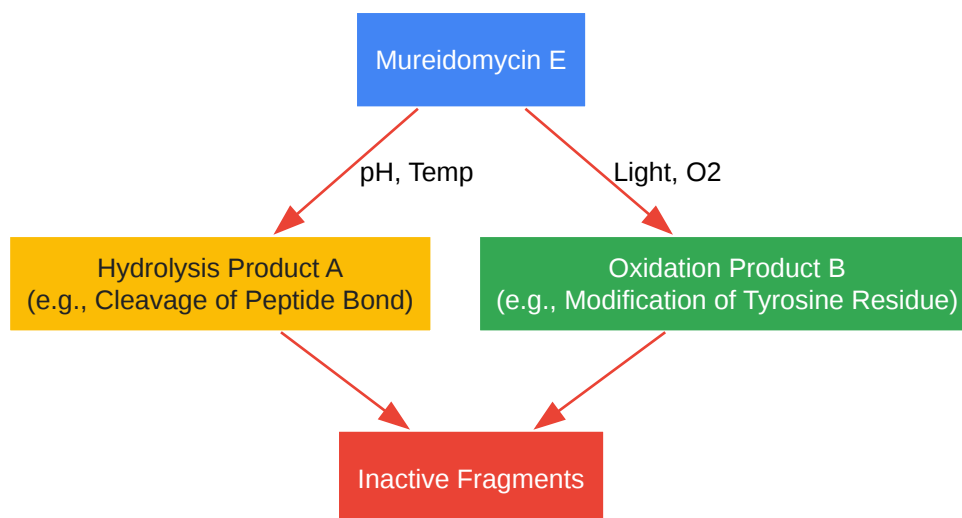 Mureidomycin E
pH, Temp
Light, O2
Hydrolysis Product A
(e.g., Cleavage of Peptide Bond)
Oxidation Product B
(e.g., Modification of Tyrosine Residue)
Inactive Fragments